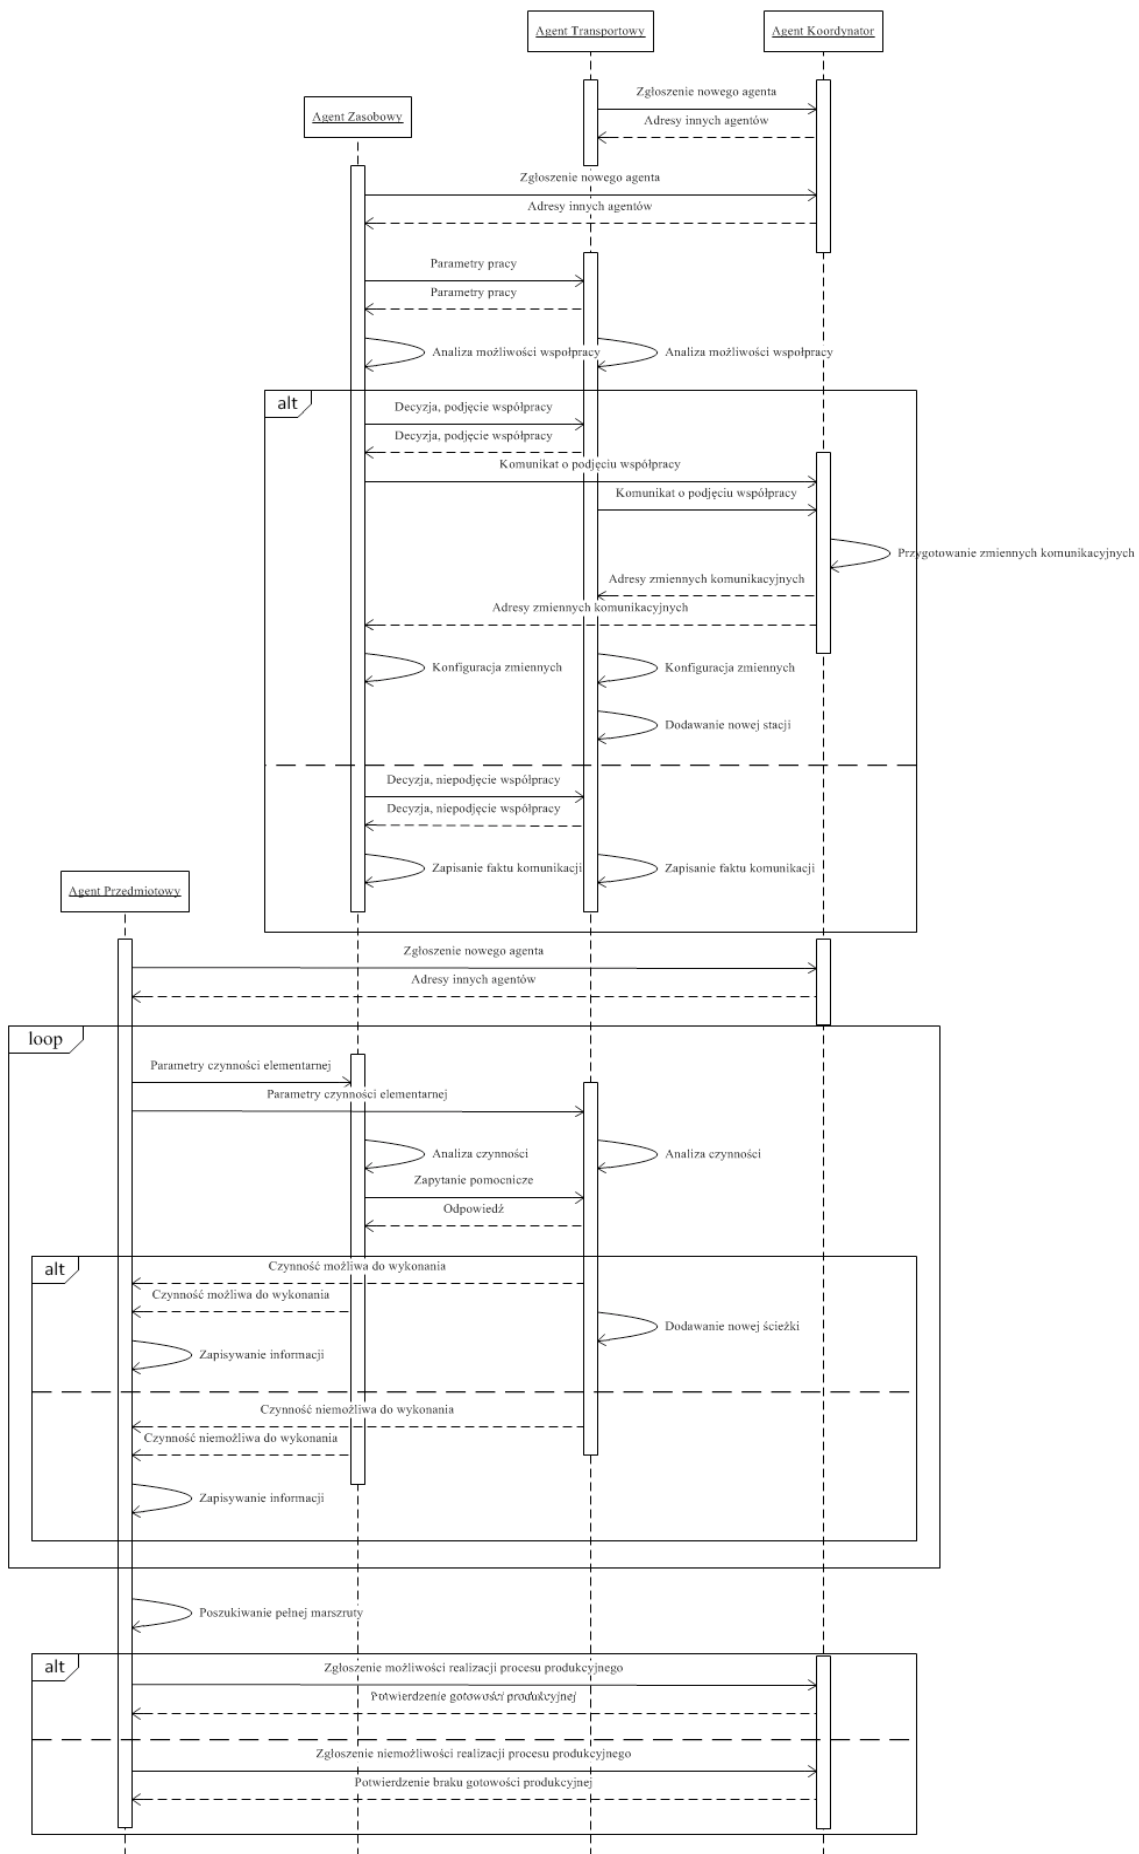 Agent Transportowy
Agent Koordynator
Zgłoszenie nowego agenta
Agent Zasobowy
Adresy innych agentów
Zgłoszenie nowego agenta
Adresy innych agentów
Parametry pracy
Parametry pracy
Analiza możliwości współpracy
Analiza możliwości współpracy
alt
Decyzja, podjęcie współpracy
Decyzja, podjęcie współpracy
Komunikat o podjęciu współpracy
Komunikat o podjęciu współpracy
Przygotowanie zmiennych komunikacyjnych
Adresy zmiennych komunikacyjnych
Adresy zmiennych komunikacyjnych
Konfiguracja zmiennych
Konfiguracja zmiennych
Dodawanie nowej stacji
Decyzja, niepodjęcie współpracy
Decyzja, niepodjęcie współpracy
Zapisanie faktu komunikacji
Zapisanie faktu komunikacji
Agent Przedmiotowy
Zgłoszenie nowego agenta
Adresy innych agentów
loop
Parametry czynności elementarnej
Parametry czynności elementarnej
Analiza czynności
Analiza czynności
Zapytanie pomocnicze
Odpowiedź
alt
Czynność możliwa do wykonania
Czynność możliwa do wykonania
Dodawanie nowej ścieżki
Zapisywanie informacji
Czynność niemożliwa do wykonania
Czynność niemożliwa do wykonania
Zapisywanie informacji
Poszukiwanie pełnej marszruty
alt
Zgłoszenie możliwości realizacji procesu produkcyjnego
Potwierdzenie gotowości produkcyjnej
Zgłoszenie niemożliwości realizacji procesu produkcyjnego
Potwierdzenie braku gotowości produkcyjnej